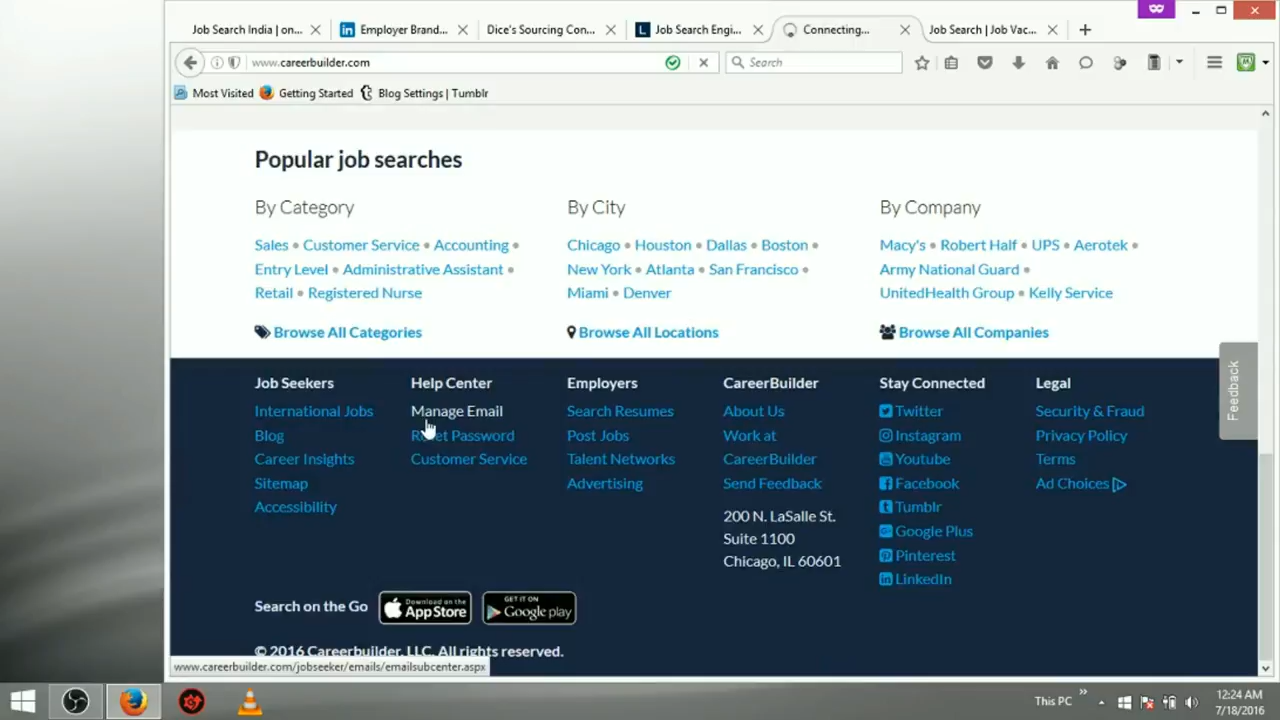 Job Search India | on...
Employer Brand...
Dice's Sourcing Con...
Job Search Engi...
Connecting...
Job Search | Job Vac...
www.careerbuilder.com
Search
Most Visited
Getting Started
Blog Settings | Tumblr
Popular job searches
By Category
By City
By Company
Sales • Customer Service • Accounting •
Entry Level • Administrative Assistant •
Retail • Registered Nurse
Chicago • Houston • Dallas • Boston •
New York • Atlanta • San Francisco •
Miami • Denver
Macy's • Robert Half • UPS • Aerotek •
Army National Guard •
UnitedHealth Group • Kelly Service
Browse All Categories
Browse All Locations
Browse All Companies
Job Seekers
International Jobs
Blog
Career Insights
Sitemap
Accessibility
Help Center
Manage Email
Reset Password
Customer Service
Employers
Search Resumes
Post Jobs
Talent Networks
Advertising
CareerBuilder
About Us
Work at
CareerBuilder
Send Feedback
200 N. LaSalle St.
Suite 1100
Chicago, IL 60601
Stay Connected
Twitter
Instagram
Youtube
Facebook
Tumblr
Google Plus
Pinterest
LinkedIn
Legal
Security & Fraud
Privacy Policy
Terms
Ad Choices
Feedback
Search on the Go
Download on the
App Store
GET IT ON
Google play
© 2016 Careerbuilder, LLC. All rights reserved.
www.careerbuilder.com/jobseeker/emails/emailsubcenter.aspx
This PC
12:24 AM
7/18/2016